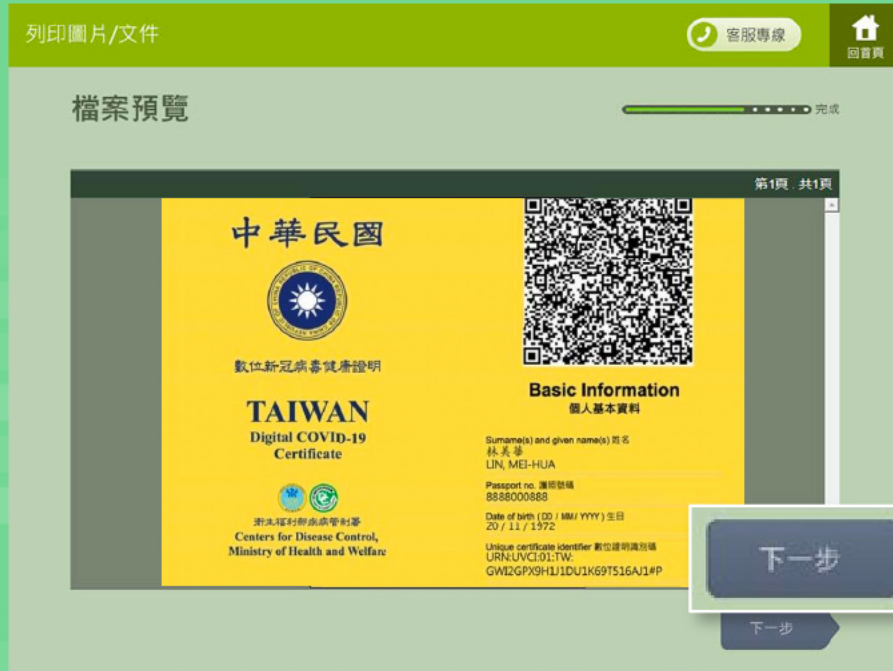 列印圖片/文件
客服專線
回首頁
檔案預覽
完成
第1頁 . 共1頁
中華民國
數位新冠病毒健康證明
TAIWAN
Digital COVID-19
Certificate
衛生福利部疾病管制署
Centers for Disease Control,
Ministry of Health and Welfare
Basic Information
個人基本資料
Surname(s) and given name(s) 姓名
林美華
LIN, MEI-HUA
Passport no. 護照號碼
8888000888
Date of birth ( DD / MM/ YYYY ) 生日
20 / 11 / 1972
Unique certificate identifier 數位證明識別碼
URN:UVCI:01:TW:
GWI2GPX9H1J1DU1K69T516AJ1#P
下一步
下一步